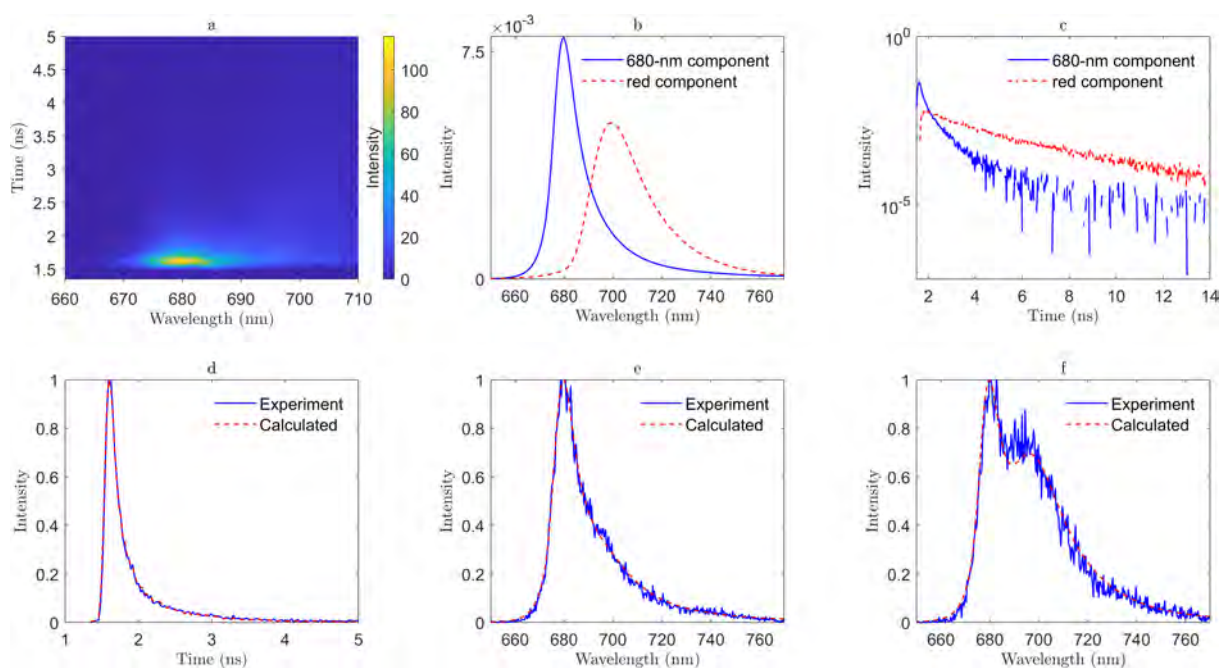 a
5
4.5
4
3.5
3
2.5
2
1.5
Time (ns)
660
670
680
690
700
710
Wavelength (nm)
100
80
60
40
20
0
Intensity
b
×10⁻³
7.5
0
Intensity
680-nm component
red component
660
680
700
720
740
760
Wavelength (nm)
c
10⁰
10⁻⁵
Intensity
680-nm component
red component
2
4
6
8
10
12
14
Time (ns)
d
1
0.8
0.6
0.4
0.2
0
Intensity
Experiment
Calculated
1
2
3
4
5
Time (ns)
e
1
0.8
0.6
0.4
0.2
0
Intensity
Experiment
Calculated
660
680
700
720
740
760
Wavelength (nm)
f
1
0.8
0.6
0.4
0.2
0
Intensity
Experiment
Calculated
660
680
700
720
740
760
Wavelength (nm)